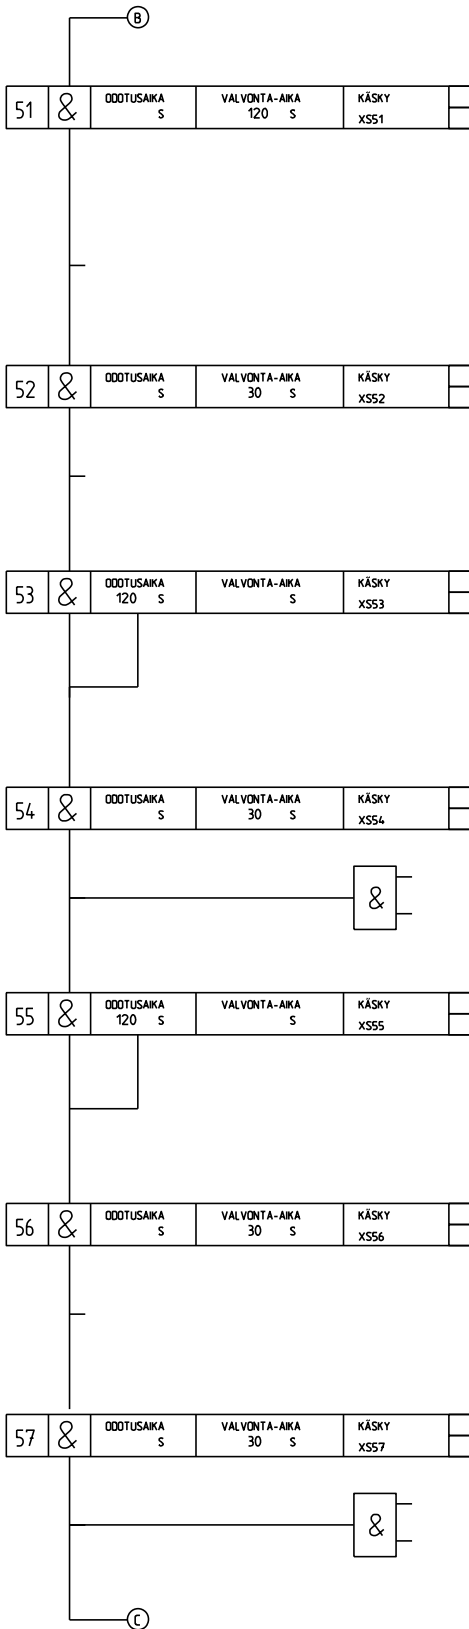 B
51 & ODOTUSAIKA S VALVONTA-AIKA 120 S KÄSKY XS51
52 & ODOTUSAIKA S VALVONTA-AIKA 30 S KÄSKY XS52
53 & ODOTUSAIKA 120 S VALVONTA-AIKA S KÄSKY XS53
54 & ODOTUSAIKA S VALVONTA-AIKA 30 S KÄSKY XS54
&
55 & ODOTUSAIKA 120 S VALVONTA-AIKA S KÄSKY XS55
56 & ODOTUSAIKA S VALVONTA-AIKA 30 S KÄSKY XS56
57 & ODOTUSAIKA S VALVONTA-AIKA 30 S KÄSKY XS57
&
C